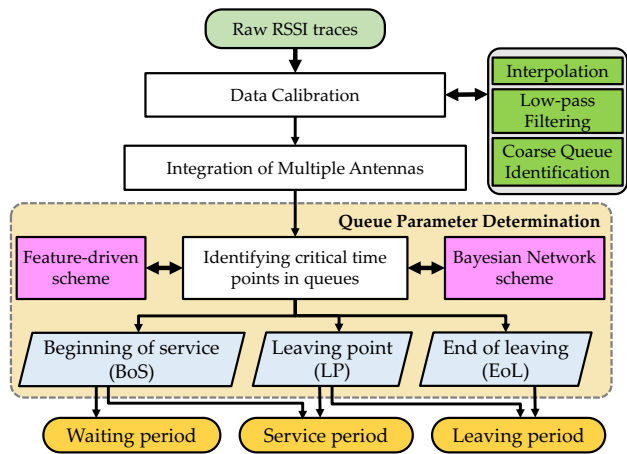 Raw RSSI traces
Data Calibration
Interpolation
Low-pass
Filtering
Coarse Queue
Identification
Integration of Multiple Antennas
Queue Parameter Determination
Feature-driven
scheme
Identifying critical time
points in queues
Bayesian Network
scheme
Beginning of service
(BoS)
Leaving point
(LP)
End of leaving
(EoL)
Waiting period
Service period
Leaving period